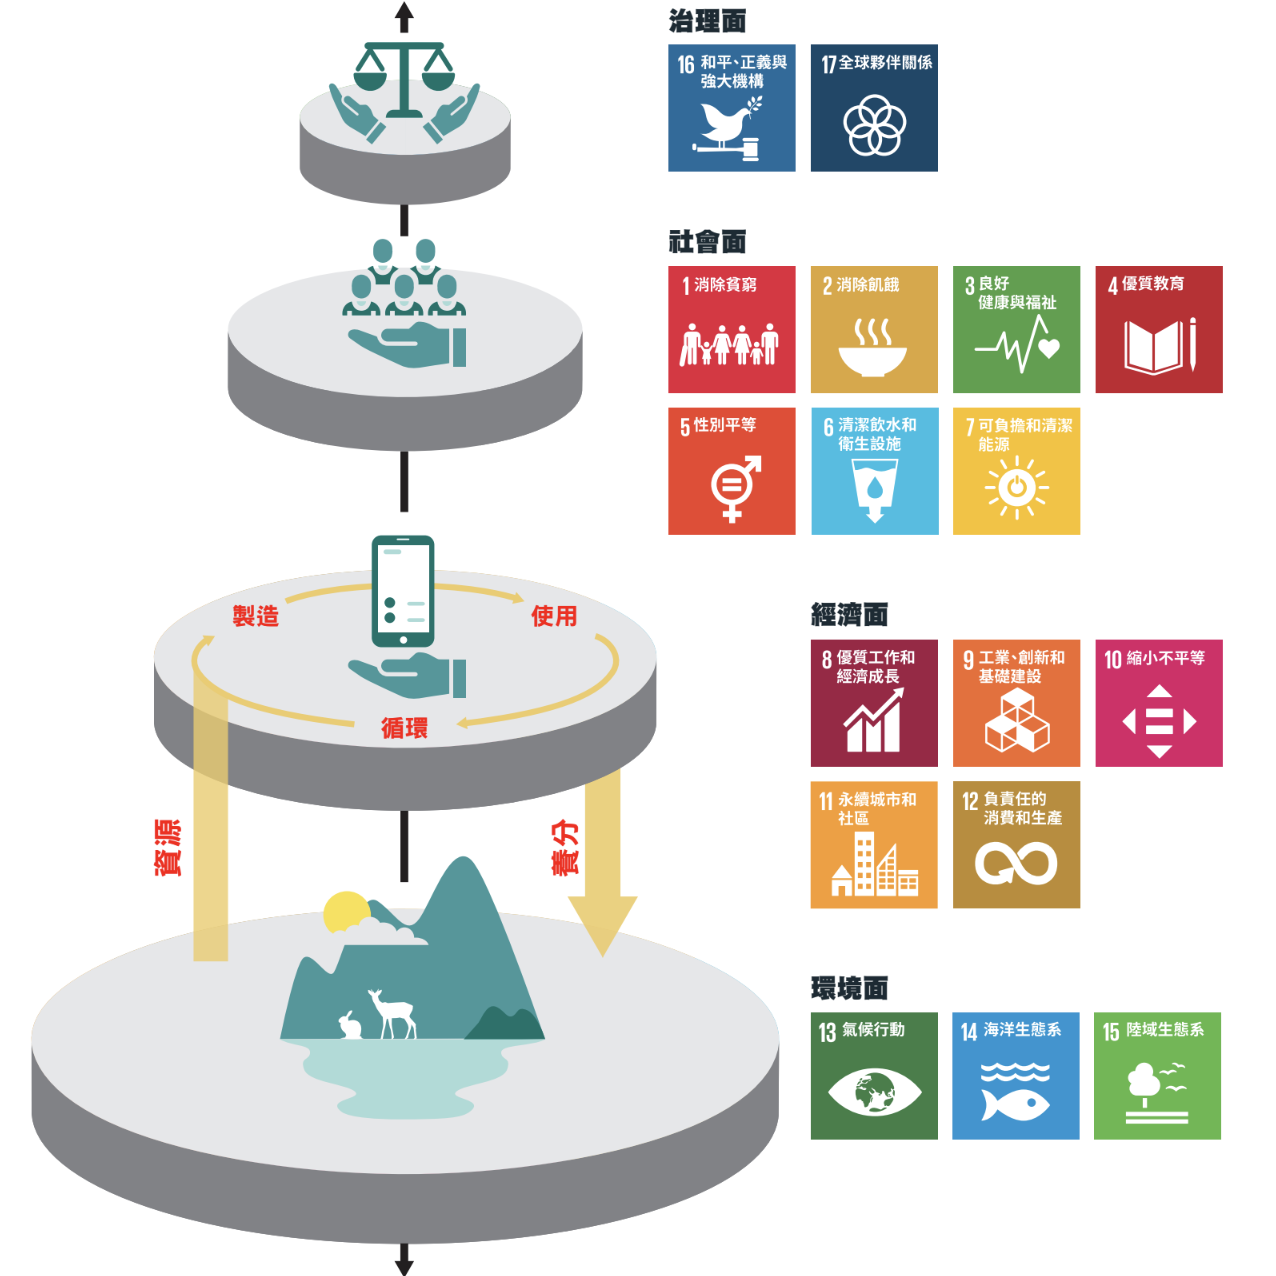 治理面
16 和平、正義與
強大機構
17 全球夥伴關係
社會面
1 消除貧窮
2 消除飢餓
3 良好
健康與福祉
4 優質教育
5 性別平等
6 清潔飲水和
衛生設施
7 可負擔和清潔
能源
製造
使用
循環
經濟面
8 優質工作和
經濟成長
9 工業、創新和
基礎建設
10 縮小不平等
11 永續城市和
社區
12 負責任的
消費和生產
資源
養分
環境面
13 氣候行動
14 海洋生態系
15 陸域生態系